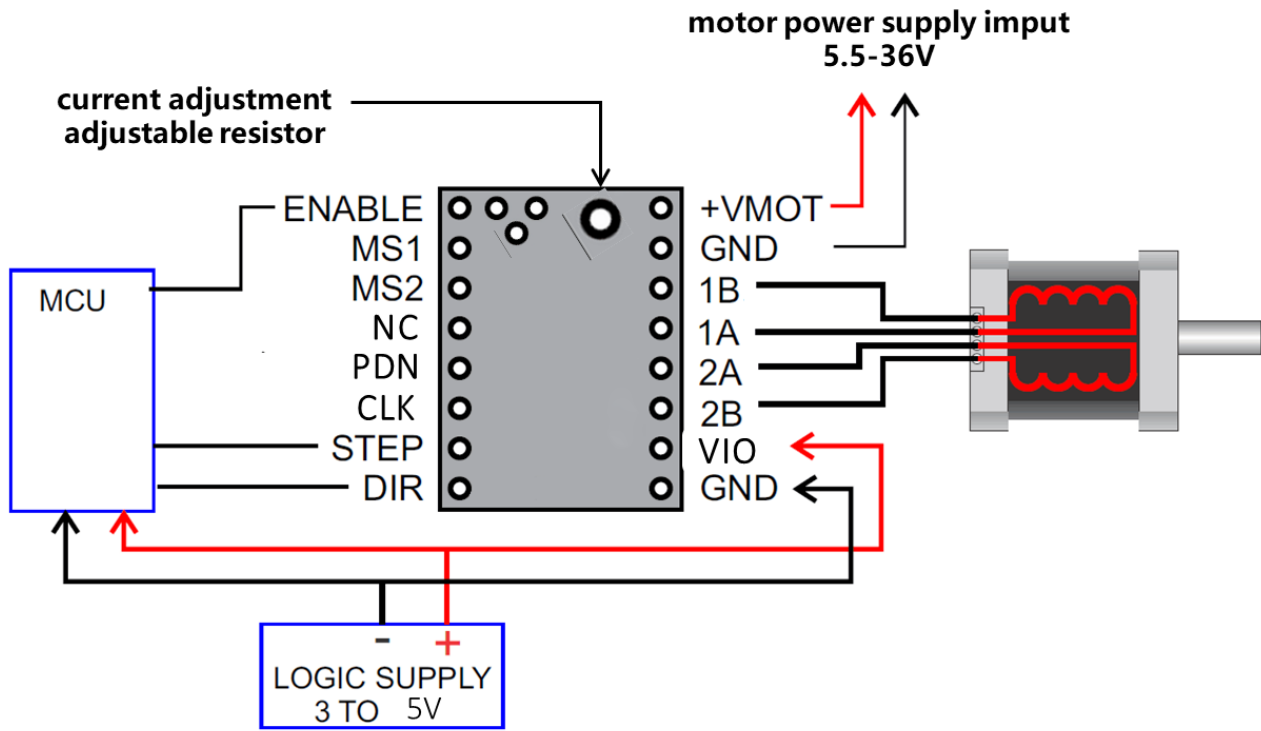 motor power supply imput
5.5-36V
current adjustment
adjustable resistor
ENABLE
MS1
MS2
NC
PDN
CLK
STEP
DIR
+VMOT
GND
1B
1A
2A
2B
VIO
GND
MCU
- +
LOGIC SUPPLY
3 TO 5V